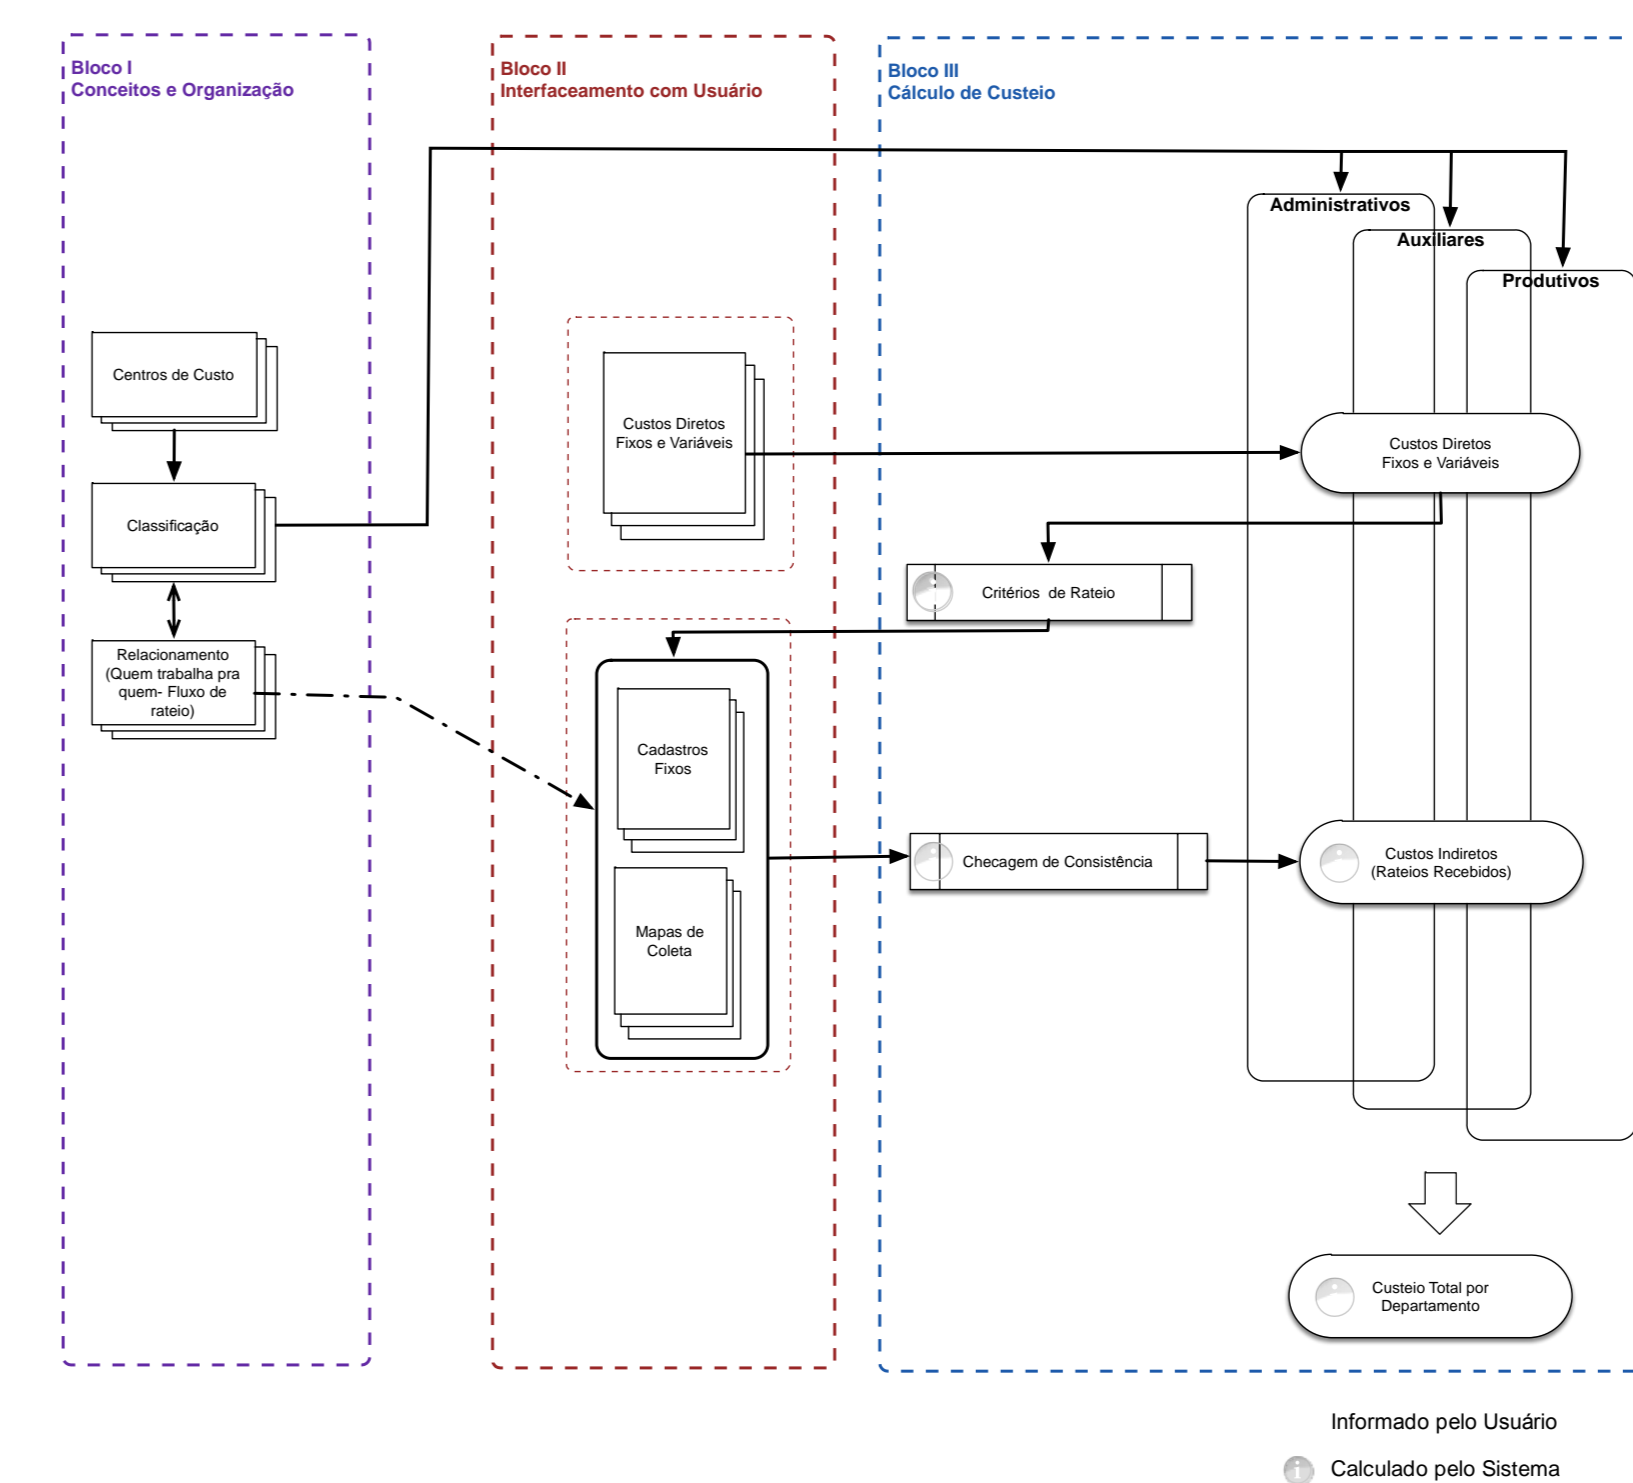 Bloco I
Conceitos e Organização
Bloco II
Interfaceamento com Usuário
Bloco III
Cálculo de Custeio
Administrativos
Auxiliares
Produtivos
Centros de Custo
Classificação
Relacionamento
(Quem trabalha pra
quem- Fluxo de
rateio)
Custos Diretos
Fixos e Variáveis
Custos Diretos
Fixos e Variáveis
Critérios de Rateio
Cadastros
Fixos
Mapas de
Coleta
Checagem de Consistência
Custos Indiretos
(Rateios Recebidos)
Custeio Total por
Departamento
Informado pelo Usuário
Calculado pelo Sistema